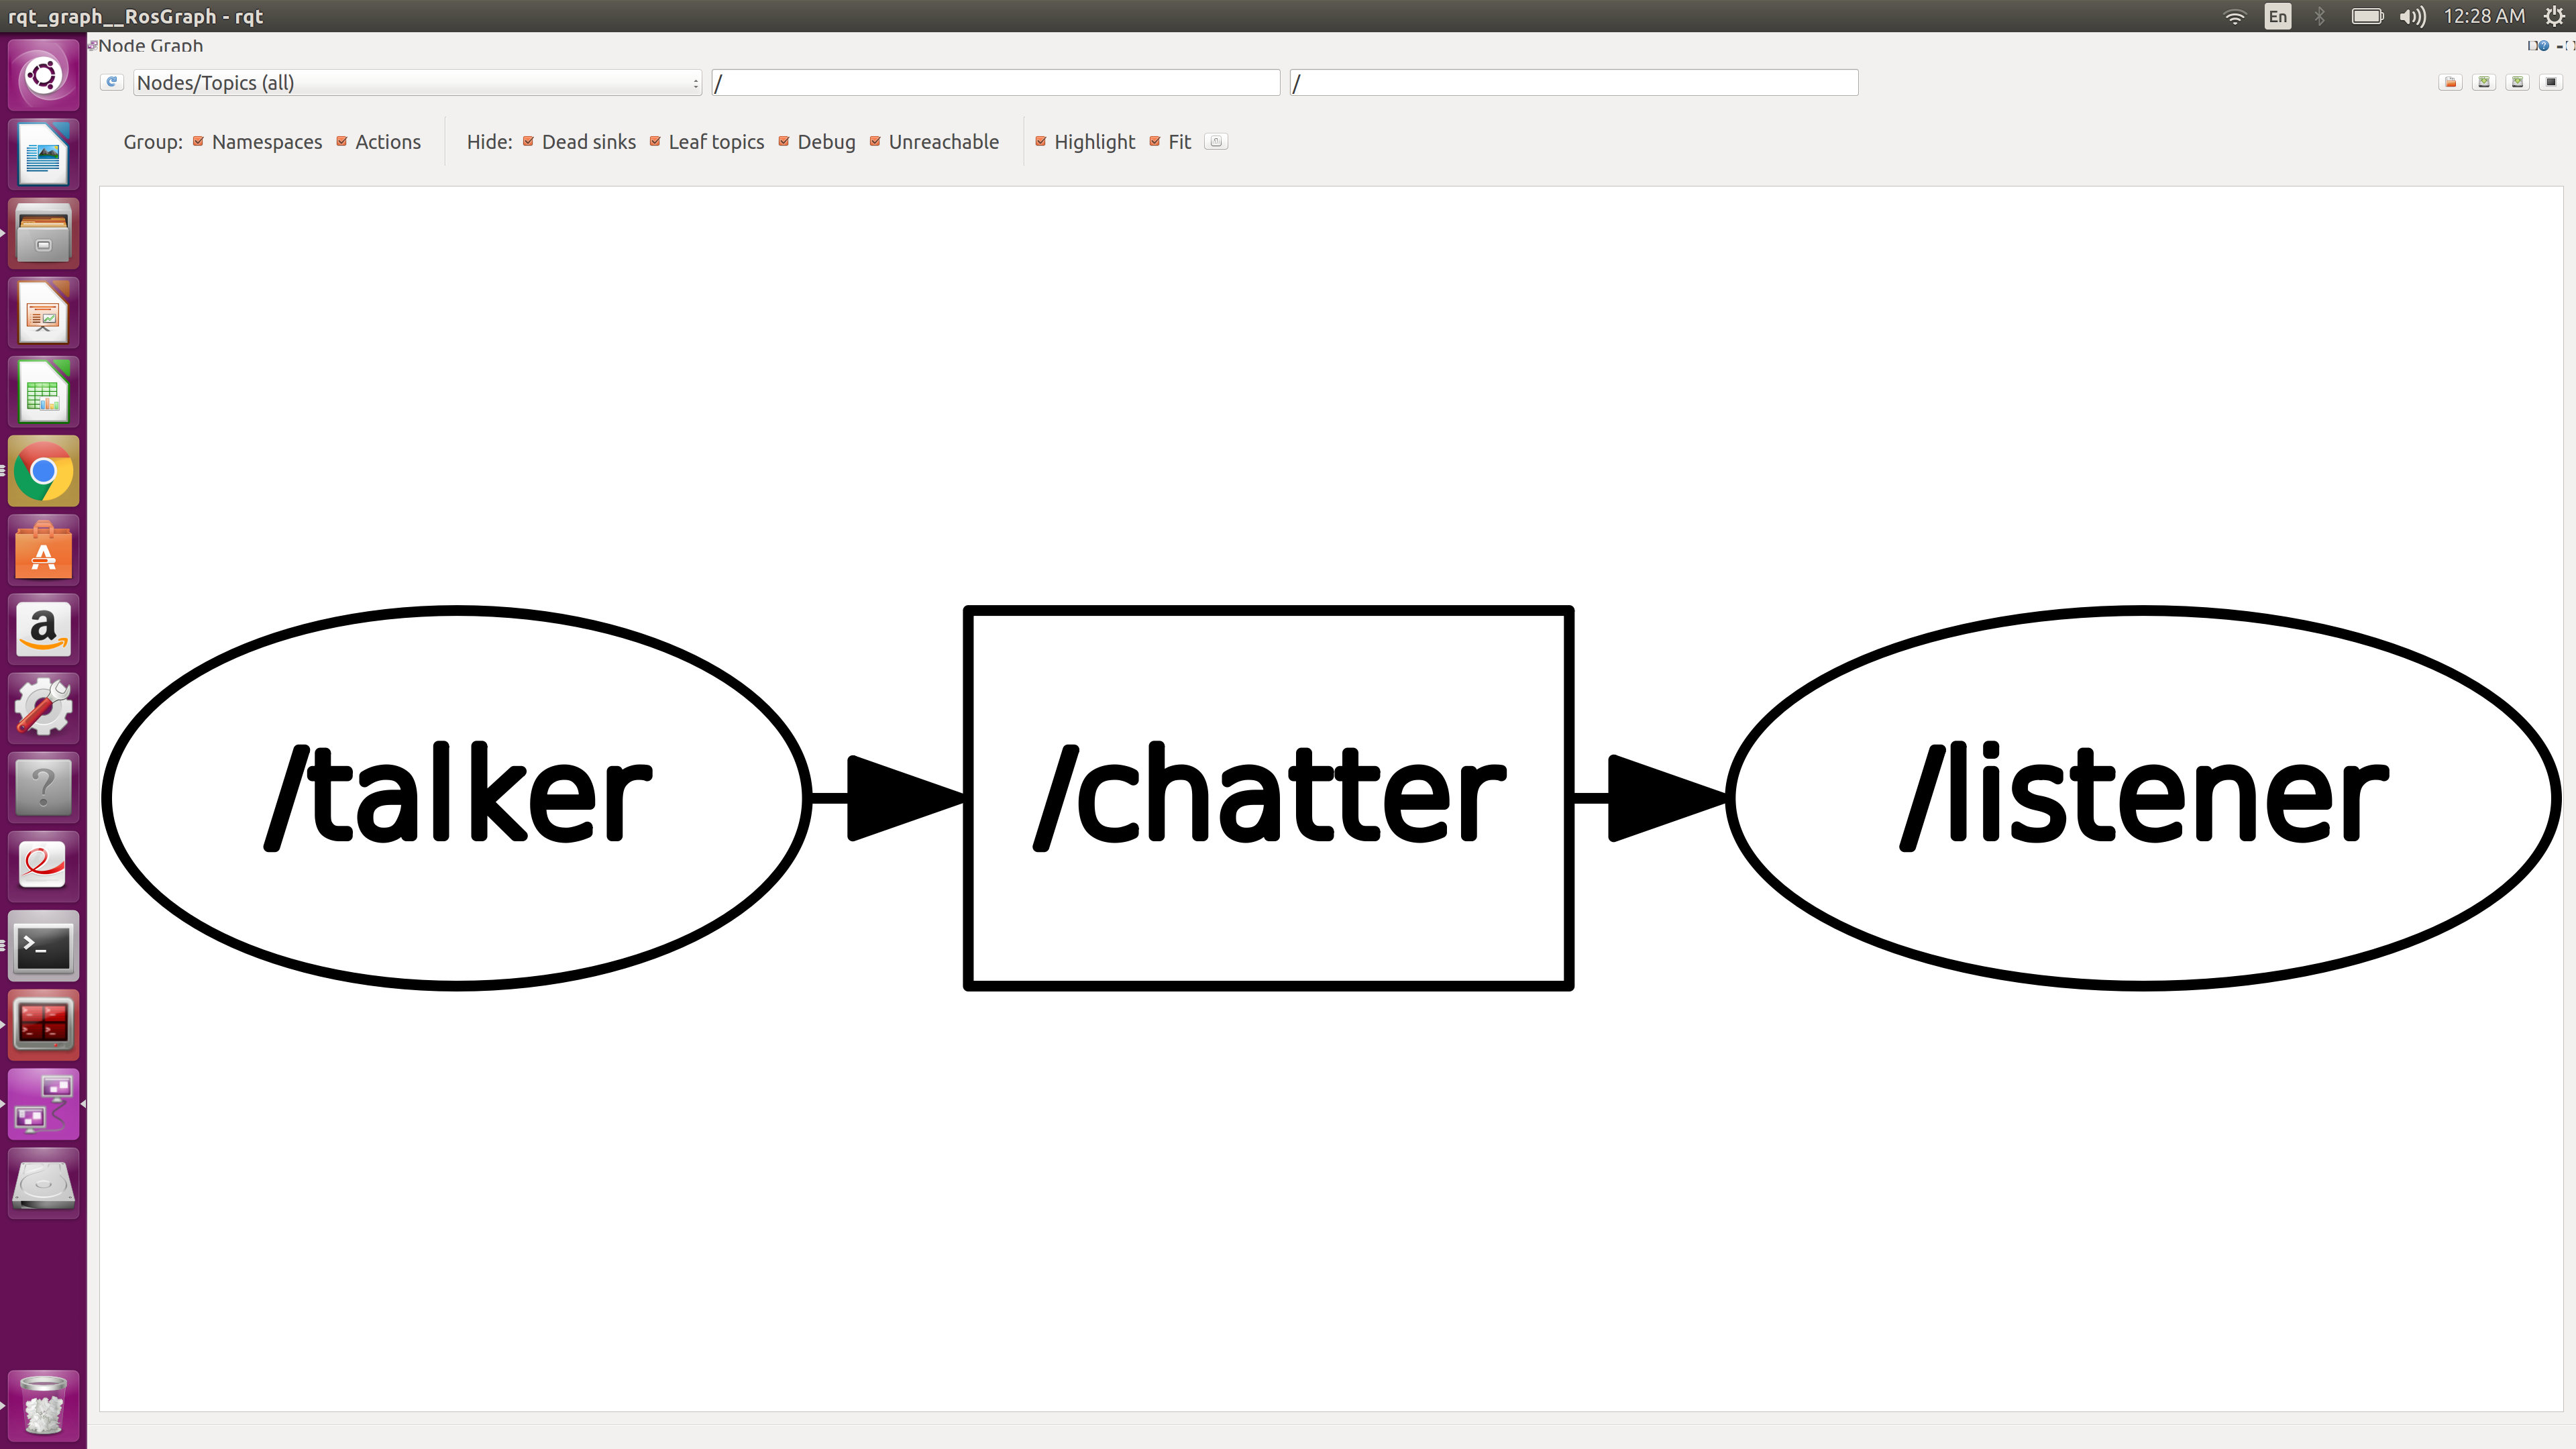 rqt_graph__RosGraph - rqt
En
12:28 AM
Node Graph
Nodes/Topics (all)
/
/
Group: Namespaces Actions Hide: Dead sinks Leaf topics Debug Unreachable Highlight Fit
/talker /chatter /listener